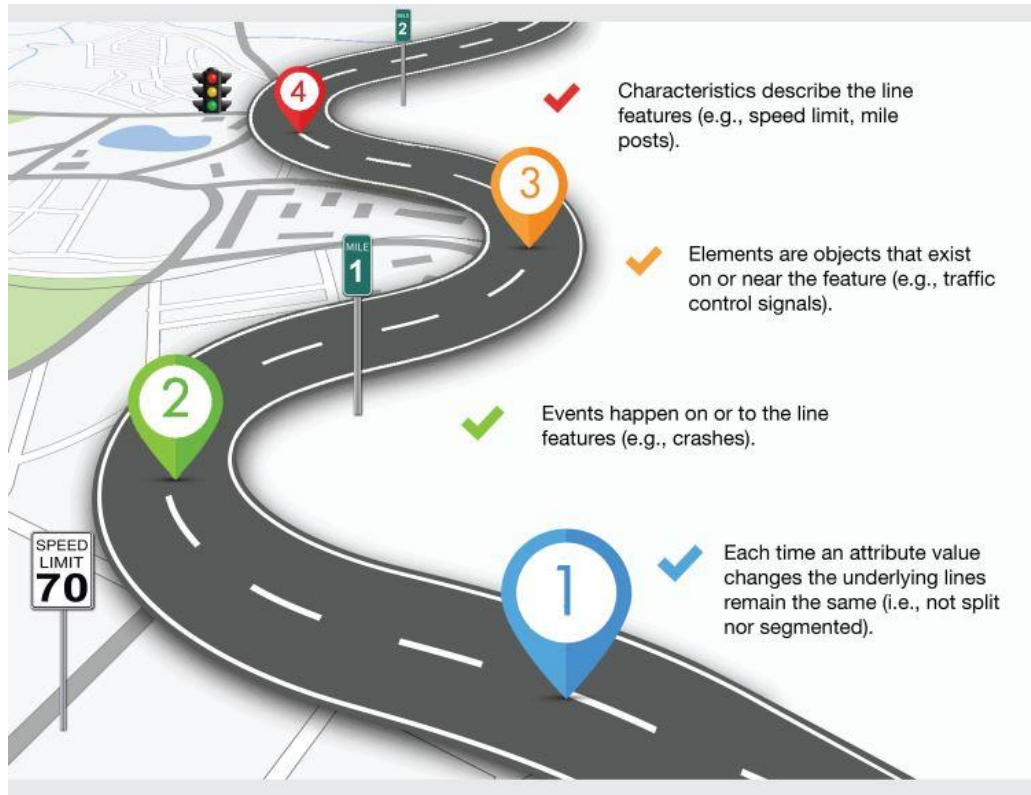 MILE
2
4
Characteristics describe the line
features (e.g., speed limit, mile
posts).
3
MILE
1
Elements are objects that exist
on or near the feature (e.g., traffic
control signals).
2
Events happen on or to the line
features (e.g., crashes).
SPEED
LIMIT
70
1
Each time an attribute value
changes the underlying lines
remain the same (i.e., not split
nor segmented).